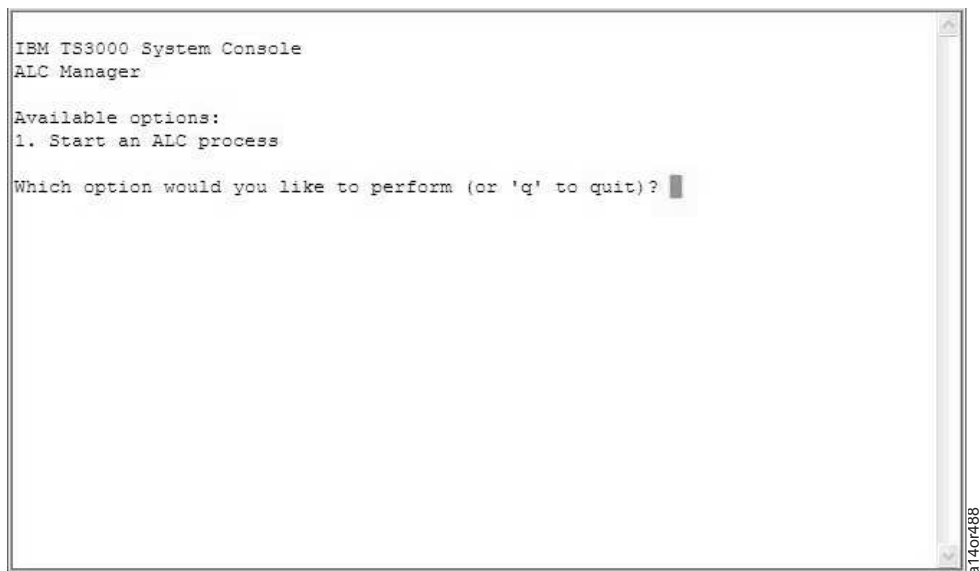 IBM TS3000 System Console
ALC Manager
Available options:
1. Start an ALC process
Which option would you like to perform (or 'q' to quit)?
a14or488